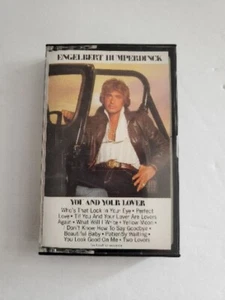 ENGELBERT HUMPERDINCK
YOU AND YOUR LOVER
Who's That Look in Your Eye • Perfect
Love • 'Til You And Your Lover Are Lovers
Again • What Will I Write • Yellow Moon •
Don't Know How To Say Goodbye •
Beautiful Baby • Patiently Waiting •
You Look Good On Me • Two Lovers